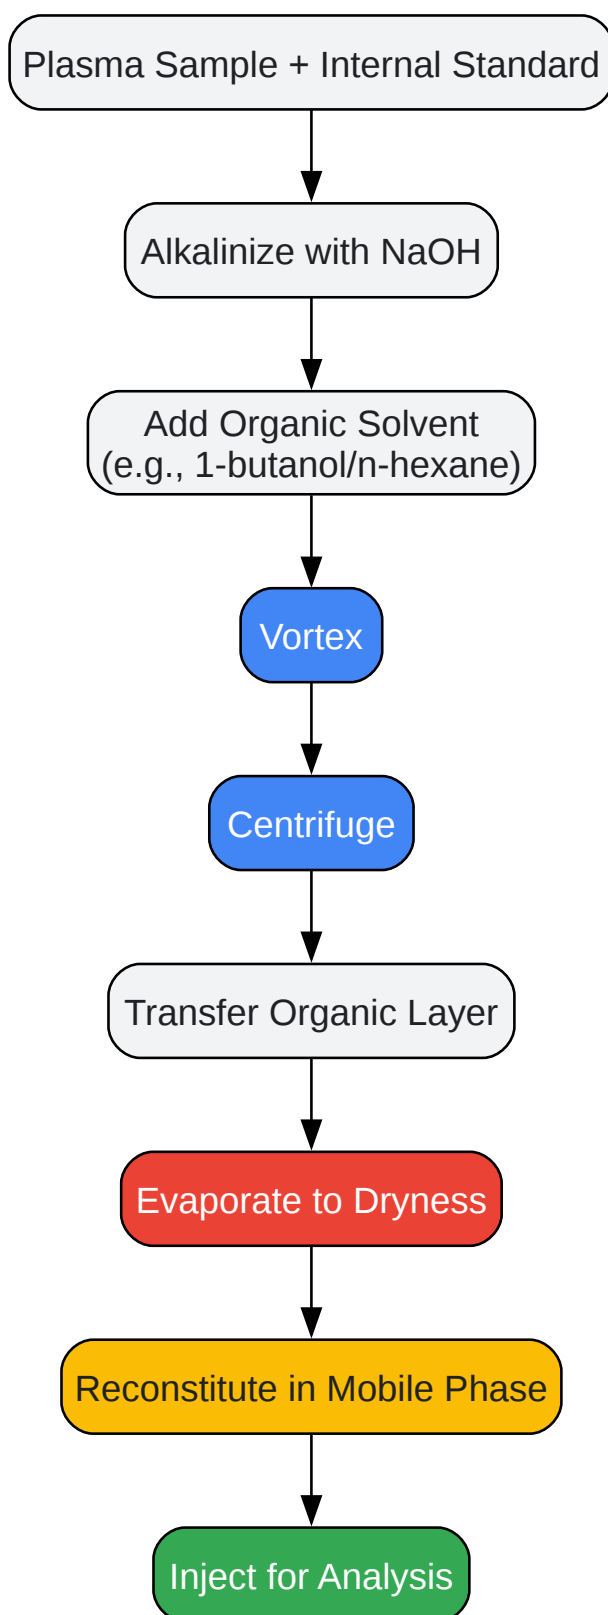 Plasma Sample + Internal Standard
Alkalinize with NaOH
Add Organic Solvent
(e.g., 1-butanol/n-hexane)
Vortex
Centrifuge
Transfer Organic Layer
Evaporate to Dryness
Reconstitute in Mobile Phase
Inject for Analysis